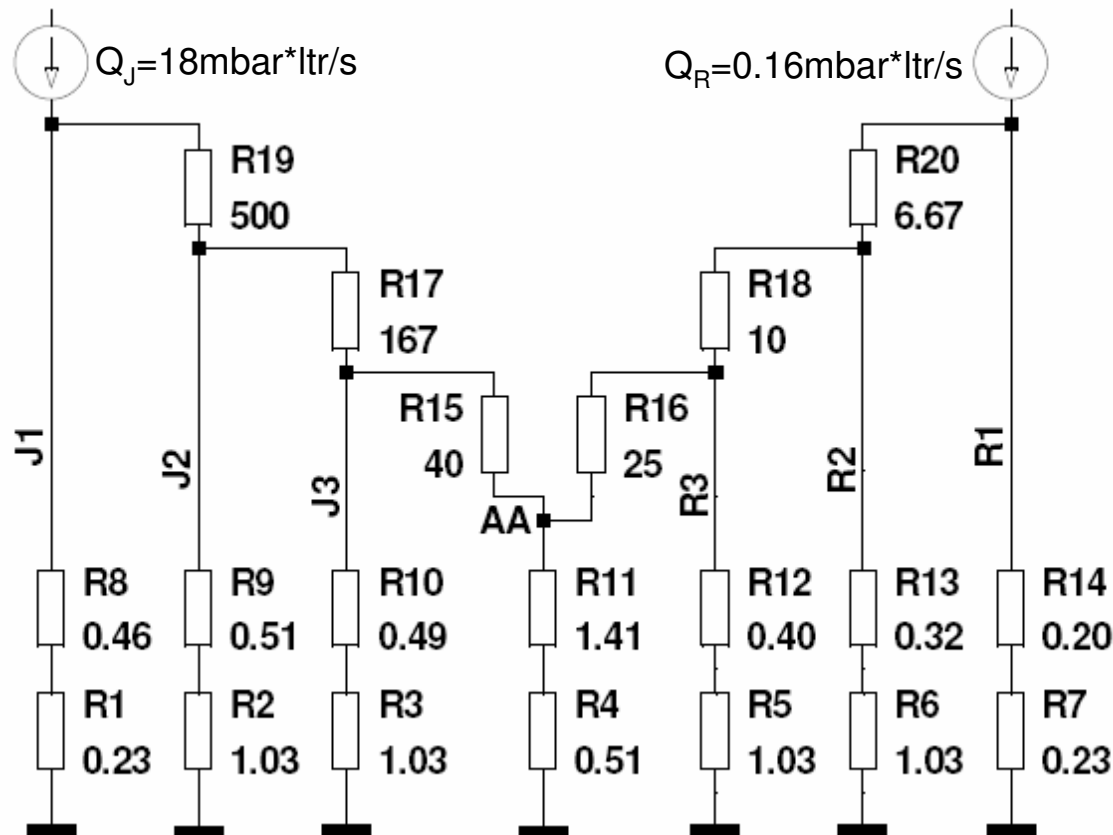 Q_J=18mbar*ltr/s
Q_R=0.16mbar*ltr/s
R19
500
R20
6.67
R17
167
R18
10
R15
40
R16
25
J1
J2
J3
AA
R3
R2
R1
R8
0.46
R9
0.51
R10
0.49
R11
1.41
R12
0.40
R13
0.32
R14
0.20
R1
0.23
R2
1.03
R3
1.03
R4
0.51
R5
1.03
R6
1.03
R7
0.23